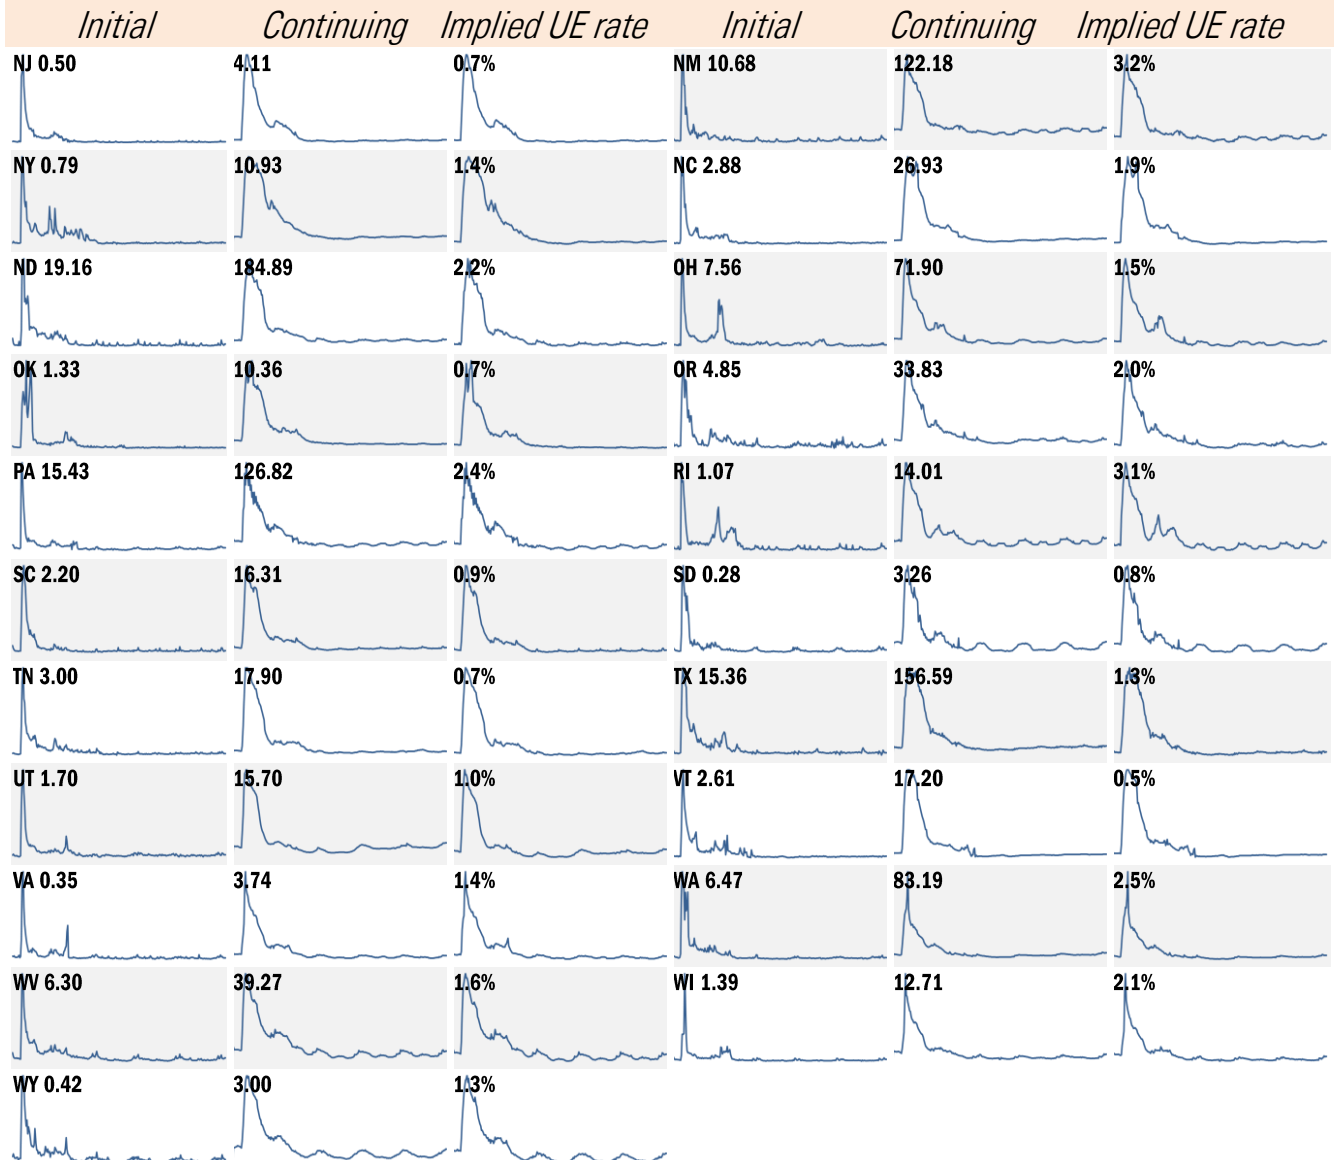 Initial Continuing Implied UE rate Initial Continuing Implied UE rate
NJ 0.50 4.11 0.7% NM 10.68 122.18 3.2%
NY 0.79 10.93 1.4% NC 2.88 26.93 1.9%
ND 19.16 184.89 2.2% OH 7.56 71.90 1.5%
OK 1.33 10.36 0.7% OR 4.85 33.83 2.0%
PA 15.43 126.82 2.4% RI 1.07 14.01 3.1%
SC 2.20 16.31 0.9% SD 0.28 3.26 0.8%
TN 3.00 17.90 0.7% TX 15.36 156.59 1.3%
UT 1.70 15.70 1.0% VT 2.61 17.20 0.5%
VA 0.35 3.74 1.4% WA 6.47 83.19 2.5%
WV 6.30 39.27 1.6% WI 1.39 12.71 2.1%
WY 0.42 3.00 1.3%